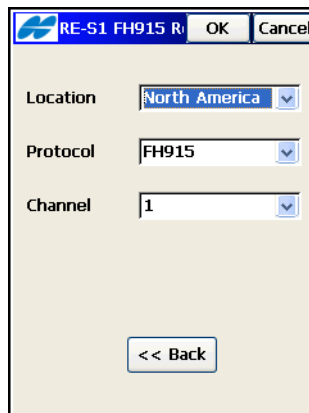 RE-S1 FH915 R OK Cancel
Location North America
Protocol FH915
Channel 1
<< Back